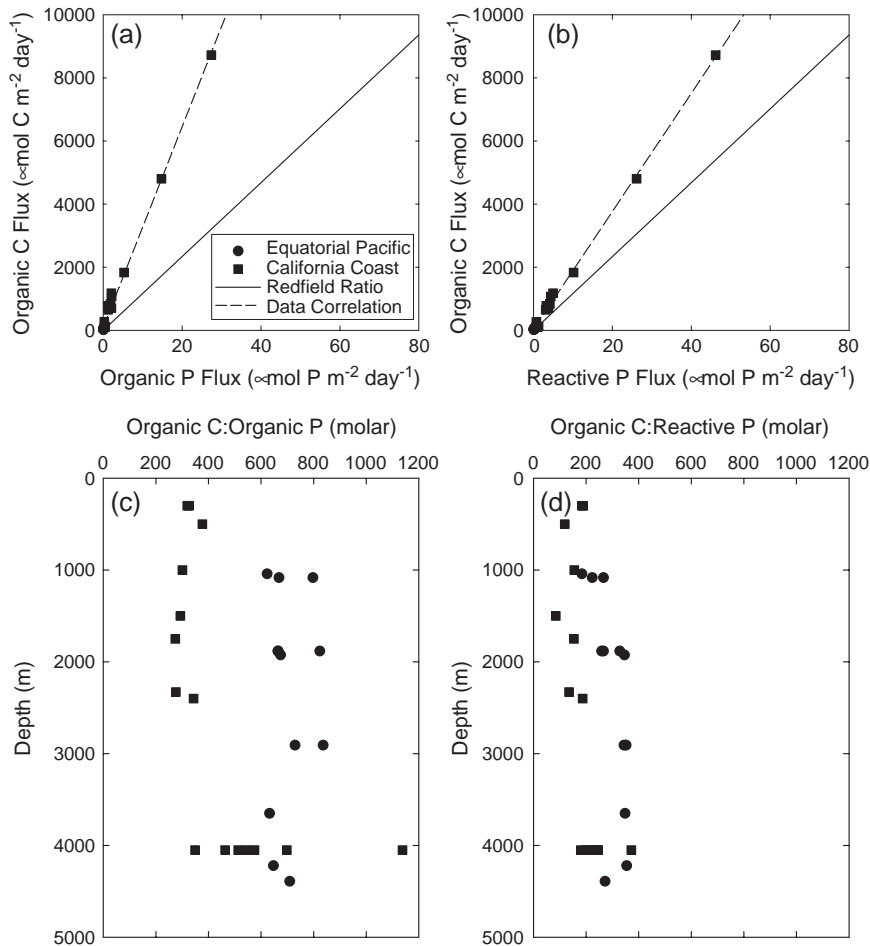 (a)
10000
8000
6000
4000
2000
0
Organic C Flux (∝mol C m-2 day-1)
Equatorial Pacific
California Coast
Redfield Ratio
Data Correlation
0 20 40 60 80
Organic P Flux (∝mol P m-2 day-1)
(b)
10000
8000
6000
4000
2000
0
Organic C Flux (∝mol C m-2 day-1)
0 20 40 60 80
Reactive P Flux (∝mol P m-2 day-1)
Organic C:Organic P (molar)
0 200 400 600 800 1000 1200
(c)
0
1000
2000
3000
4000
5000
Depth (m)
Organic C:Reactive P (molar)
0 200 400 600 800 1000 1200
(d)
0
1000
2000
3000
4000
5000
Depth (m)